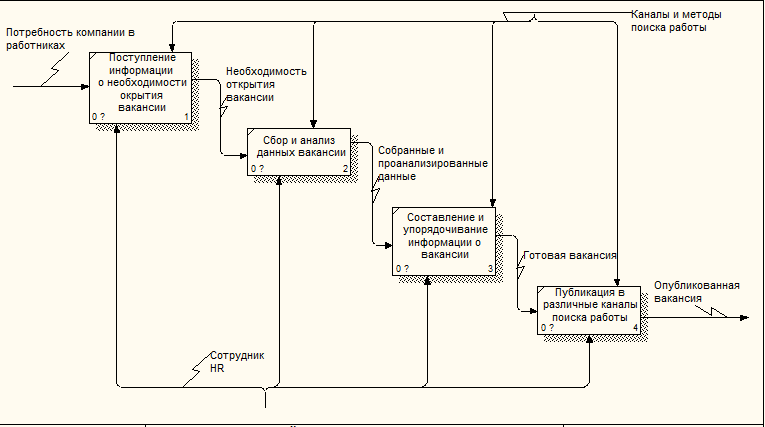 Каналы и методы
поиска работы
Потребность компании в
работниках
Поступление
информации
о необходимости
окрытия
вакансии
0 ?
1
Необходимость
открытия
вакансии
Сбор и анализ
данных вакансии
0 ?
2
Собранные и
проанализированные
данные
Составление и
упорядочивание
информации о
вакансии
0 ?
3
Готовая вакансия
Публикация в
различные каналы
поиска работы
0 ?
4
Опубликованная
вакансия
Сотрудник
HR